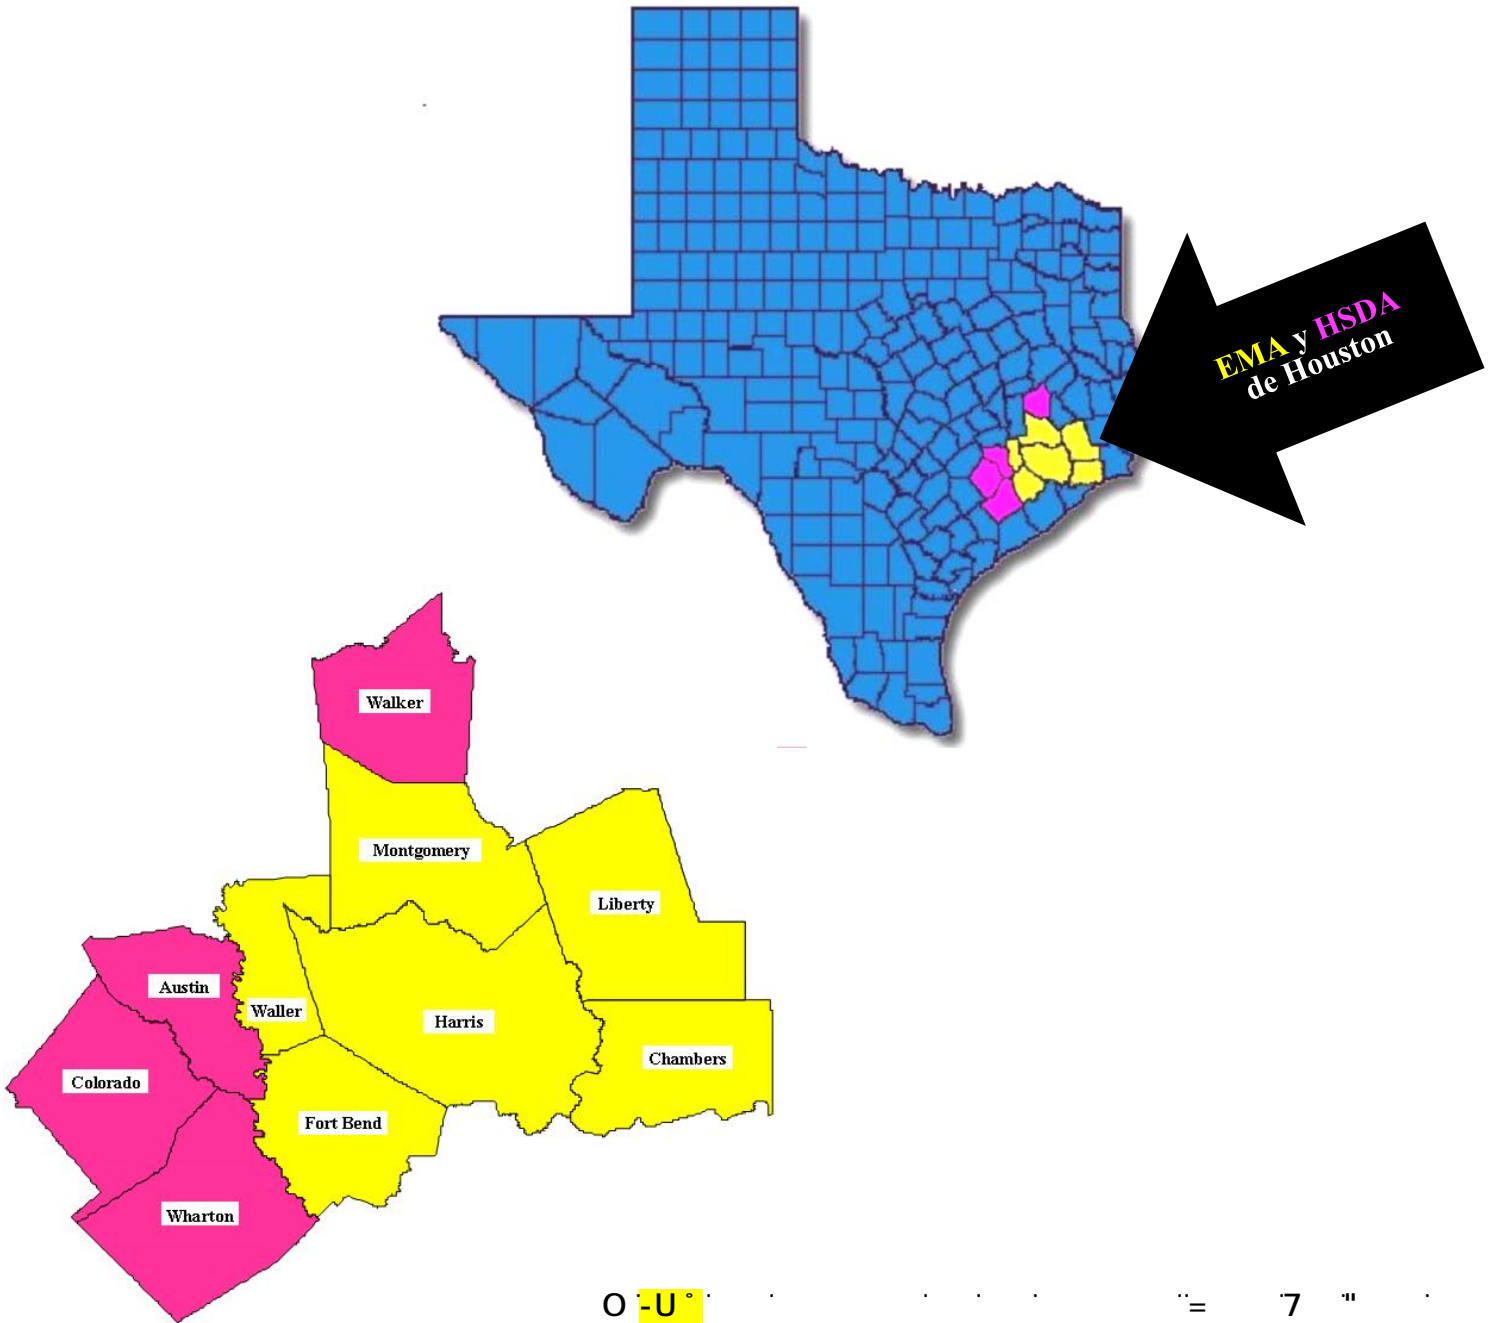 EMA y HSDA
de Houston
Walker
Montgomery
Liberty
Austin
Waller
Harris
Chambers
Colorado
Fort Bend
Wharton